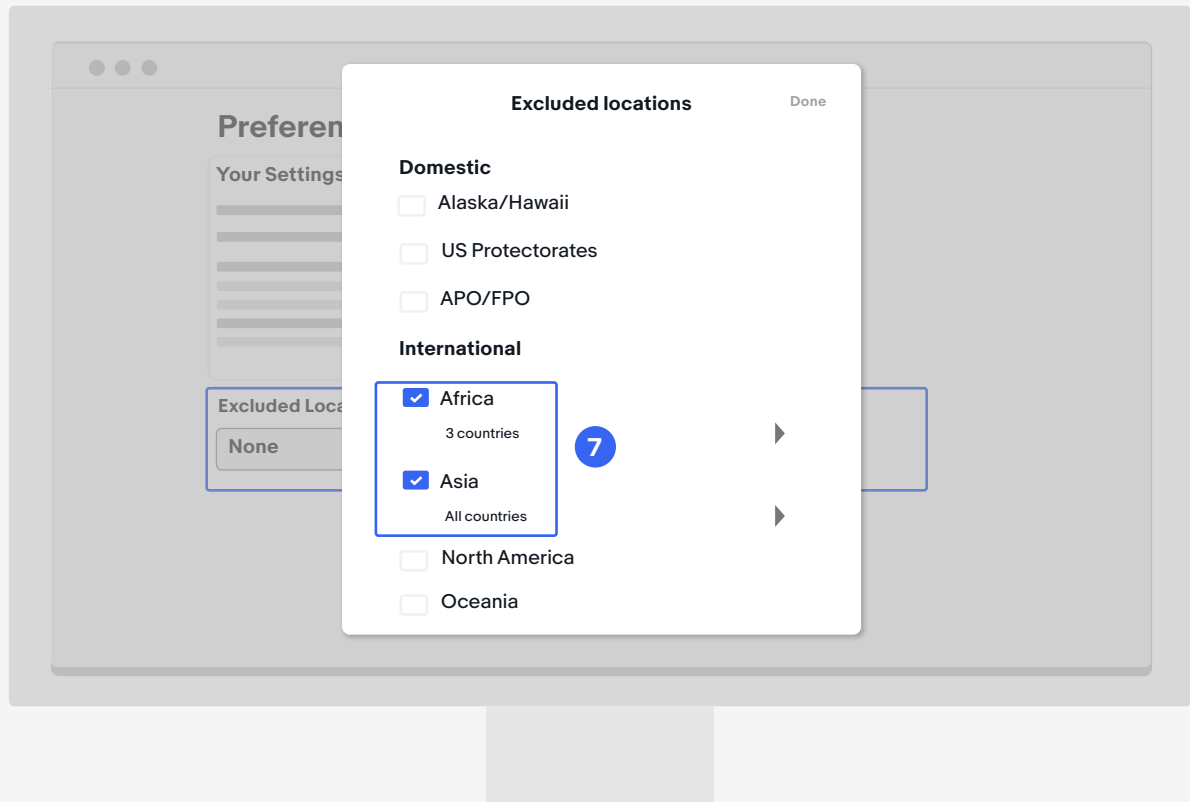 Preferen
Your Settings
Excluded Loca
None
Excluded locations
Done
Domestic
Alaska/Hawaii
US Protectorates
APO/FPO
International
Africa
3 countries
7
Asia
All countries
North America
Oceania